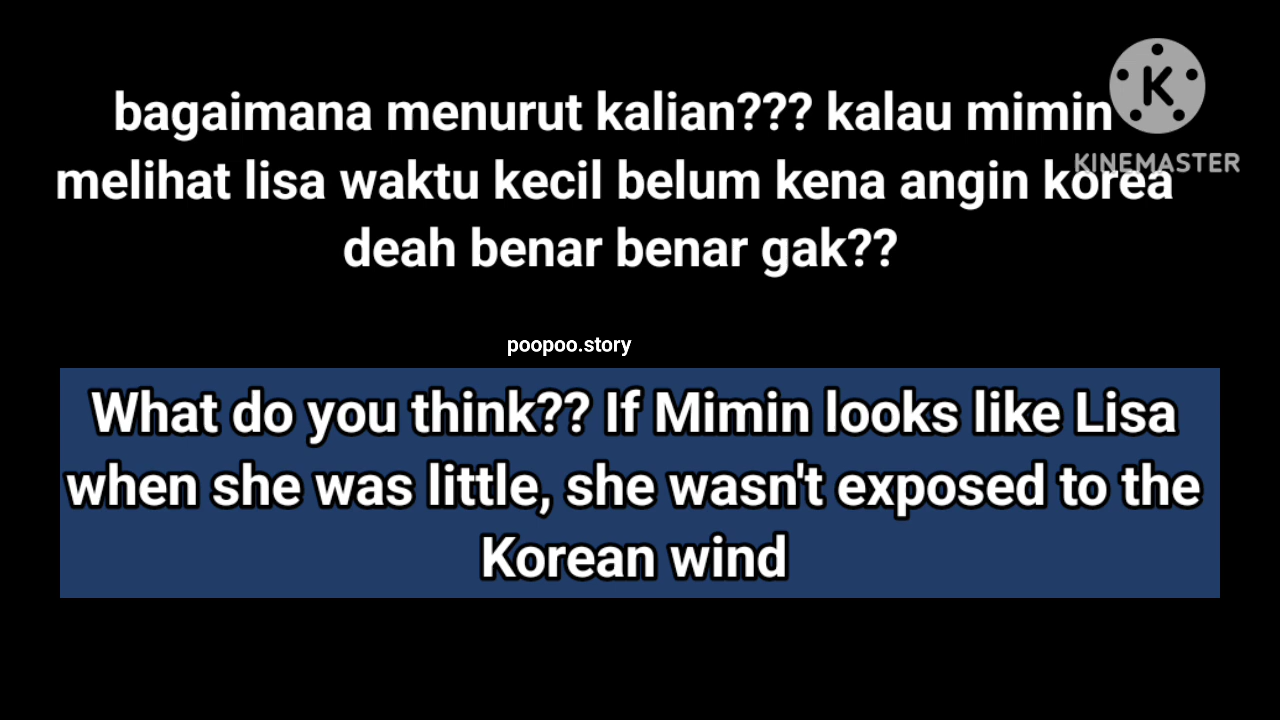 bagaimana menurut kalian??? kalau mimin
melihat lisa waktu kecil belum kena angin korea
deah benar benar gak??
KINEMASTER
poopoo.story
What do you think?? If Mimin looks like Lisa
when she was little, she wasn't exposed to the
Korean wind